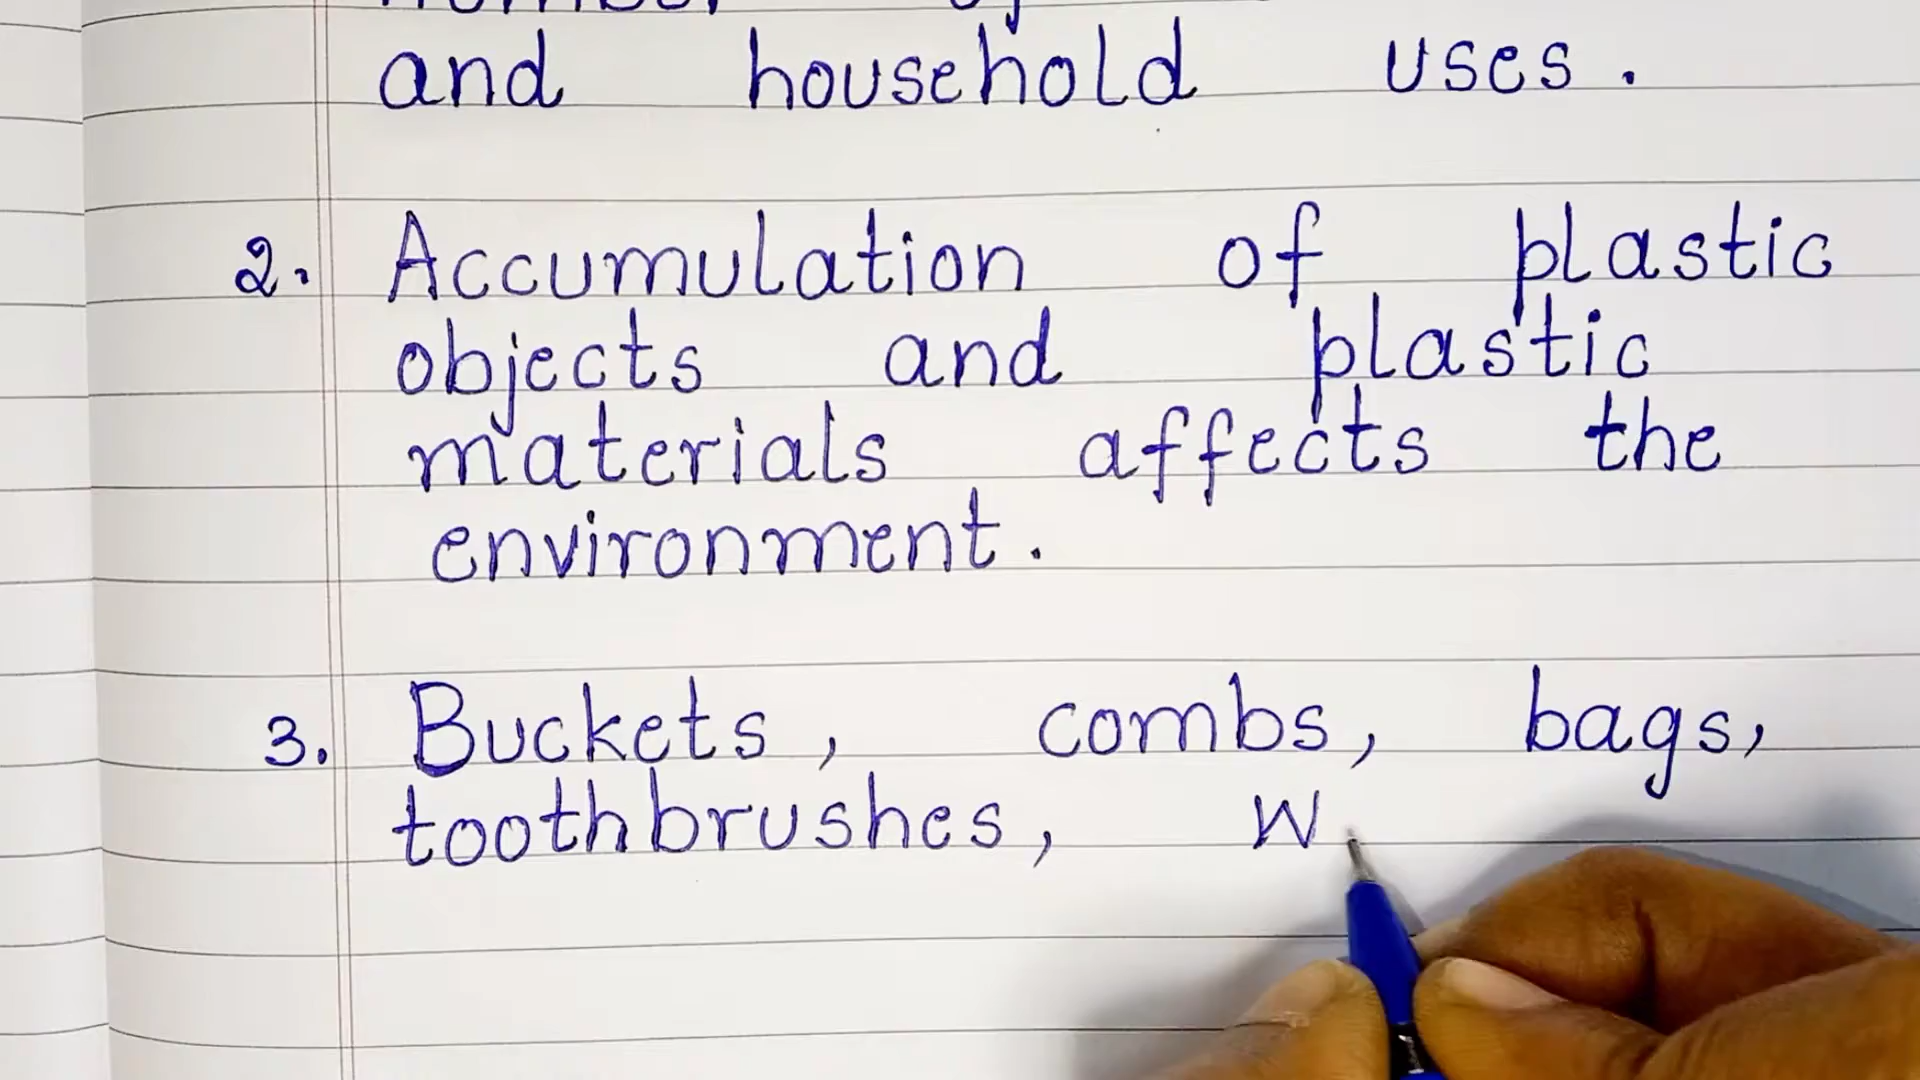 and household uses.
2. Accumulation of plastic
objects and plastic
materials affects the
environment.
3. Buckets, combs, bags,
toothbrushes, w